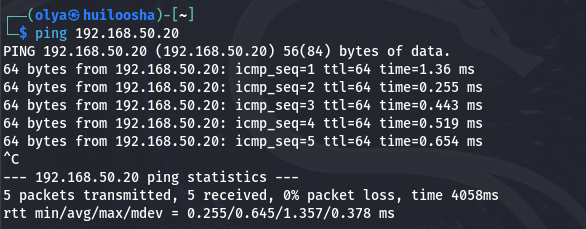 ┌──(olya㉿huiloosha)-[~]
└─$ ping 192.168.50.20
PING 192.168.50.20 (192.168.50.20) 56(84) bytes of data.
64 bytes from 192.168.50.20: icmp_seq=1 ttl=64 time=1.36 ms
64 bytes from 192.168.50.20: icmp_seq=2 ttl=64 time=0.255 ms
64 bytes from 192.168.50.20: icmp_seq=3 ttl=64 time=0.443 ms
64 bytes from 192.168.50.20: icmp_seq=4 ttl=64 time=0.519 ms
64 bytes from 192.168.50.20: icmp_seq=5 ttl=64 time=0.654 ms
^C
--- 192.168.50.20 ping statistics ---
5 packets transmitted, 5 received, 0% packet loss, time 4058ms
rtt min/avg/max/mdev = 0.255/0.645/1.357/0.378 ms